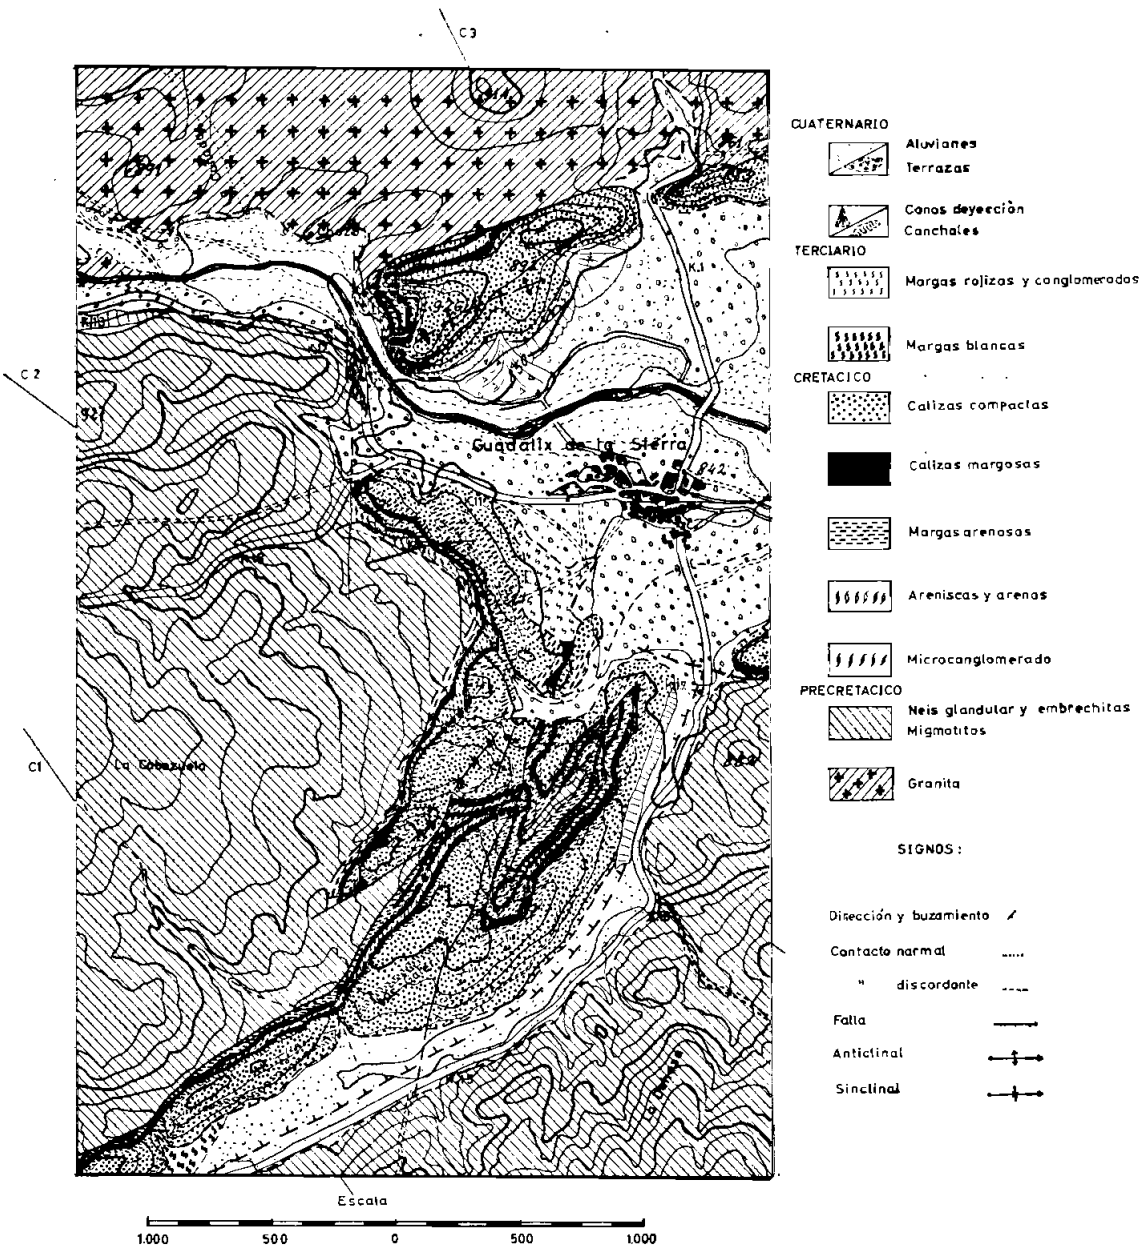 C3
C2
C1
Guadalix de la Sierra
842
La Cabezuela
K.1
CUATERNARIO
Aluviones
Terrazas
Conos deyección
Canchales
TERCIARIO
Margas rojizas y conglomerados
Margas blancas
CRETACICO
Calizas compactas
Calizas margosas
Margas arenosas
Areniscas y arenas
Microconglomerado
PRECRETACICO
Neis glandular y embrechitas
Migmatitas
Granito
SIGNOS:
Dirección y buzamiento
Contacto normal
" discordante
Falla
Anticlinal
Sinclinal
Escala
1.000 500 0 500 1.000